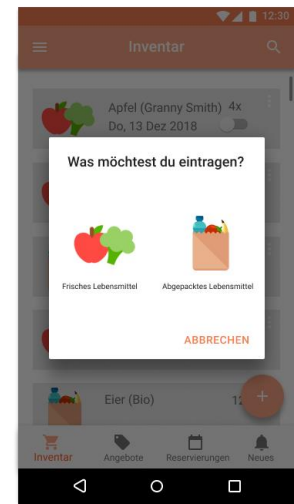 12:30
Inventar
Apfel (Granny Smith) 4x
Do, 13 Dez 2018
Was möchtest du eintragen?
Frisches Lebensmittel
Abgepacktes Lebensmittel
ABBRECHEN
Eier (Bio)
+
Inventar
Angebote
Reservierungen
Neues